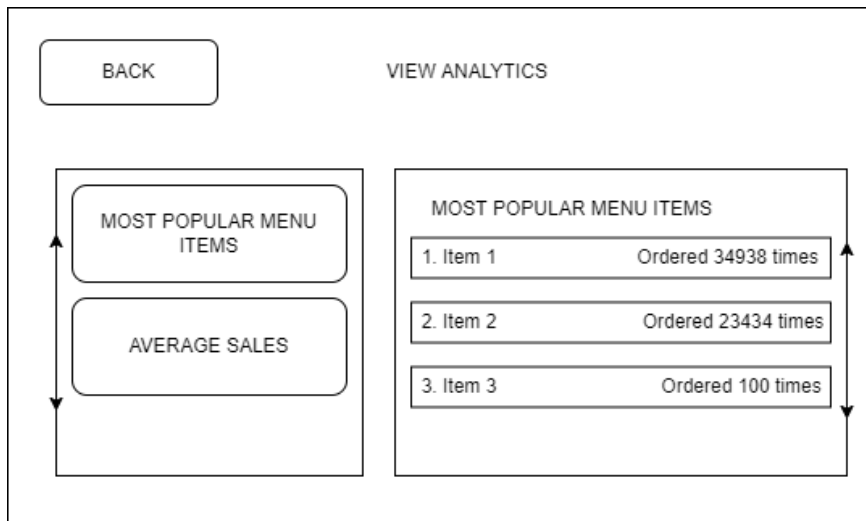 BACK
VIEW ANALYTICS
MOST POPULAR MENU
ITEMS
AVERAGE SALES
MOST POPULAR MENU ITEMS
1. Item 1 Ordered 34938 times
2. Item 2 Ordered 23434 times
3. Item 3 Ordered 100 times